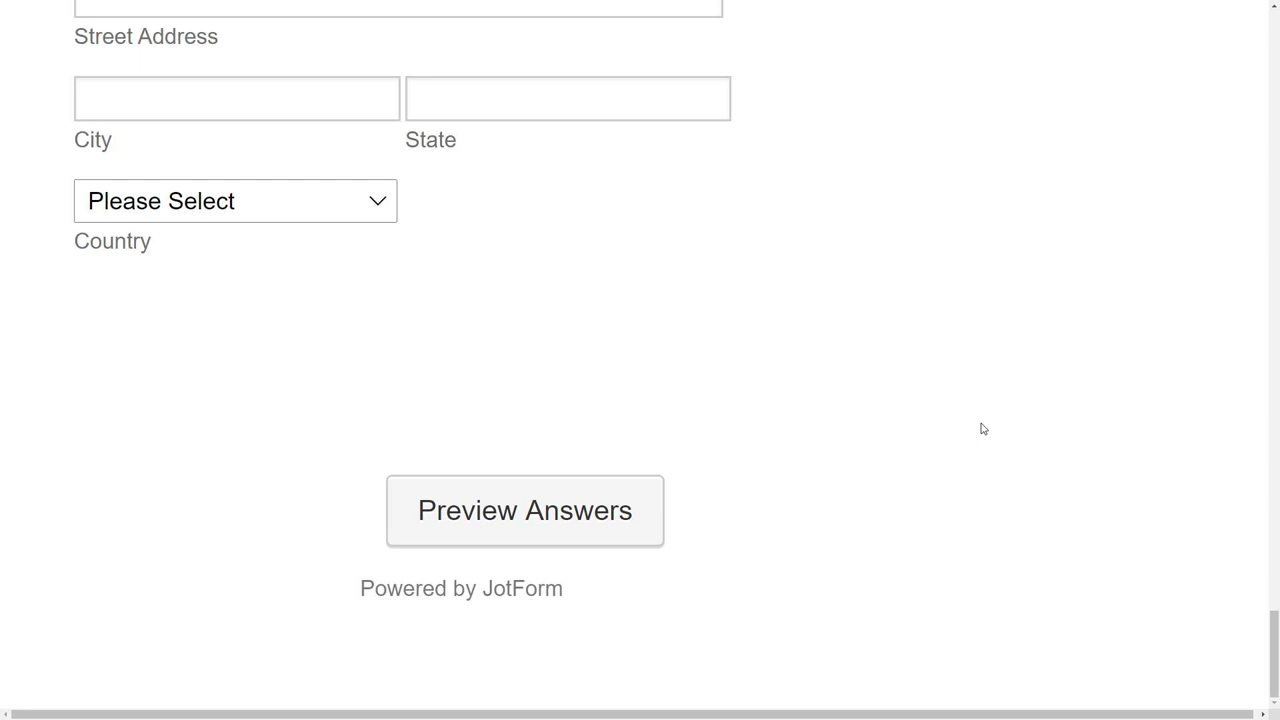 Street Address
City State
Please Select
Country
Preview Answers
Powered by JotForm